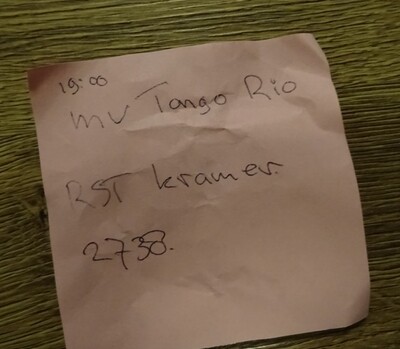 19:00
mv Tango Rio
RST kramer.
2738.